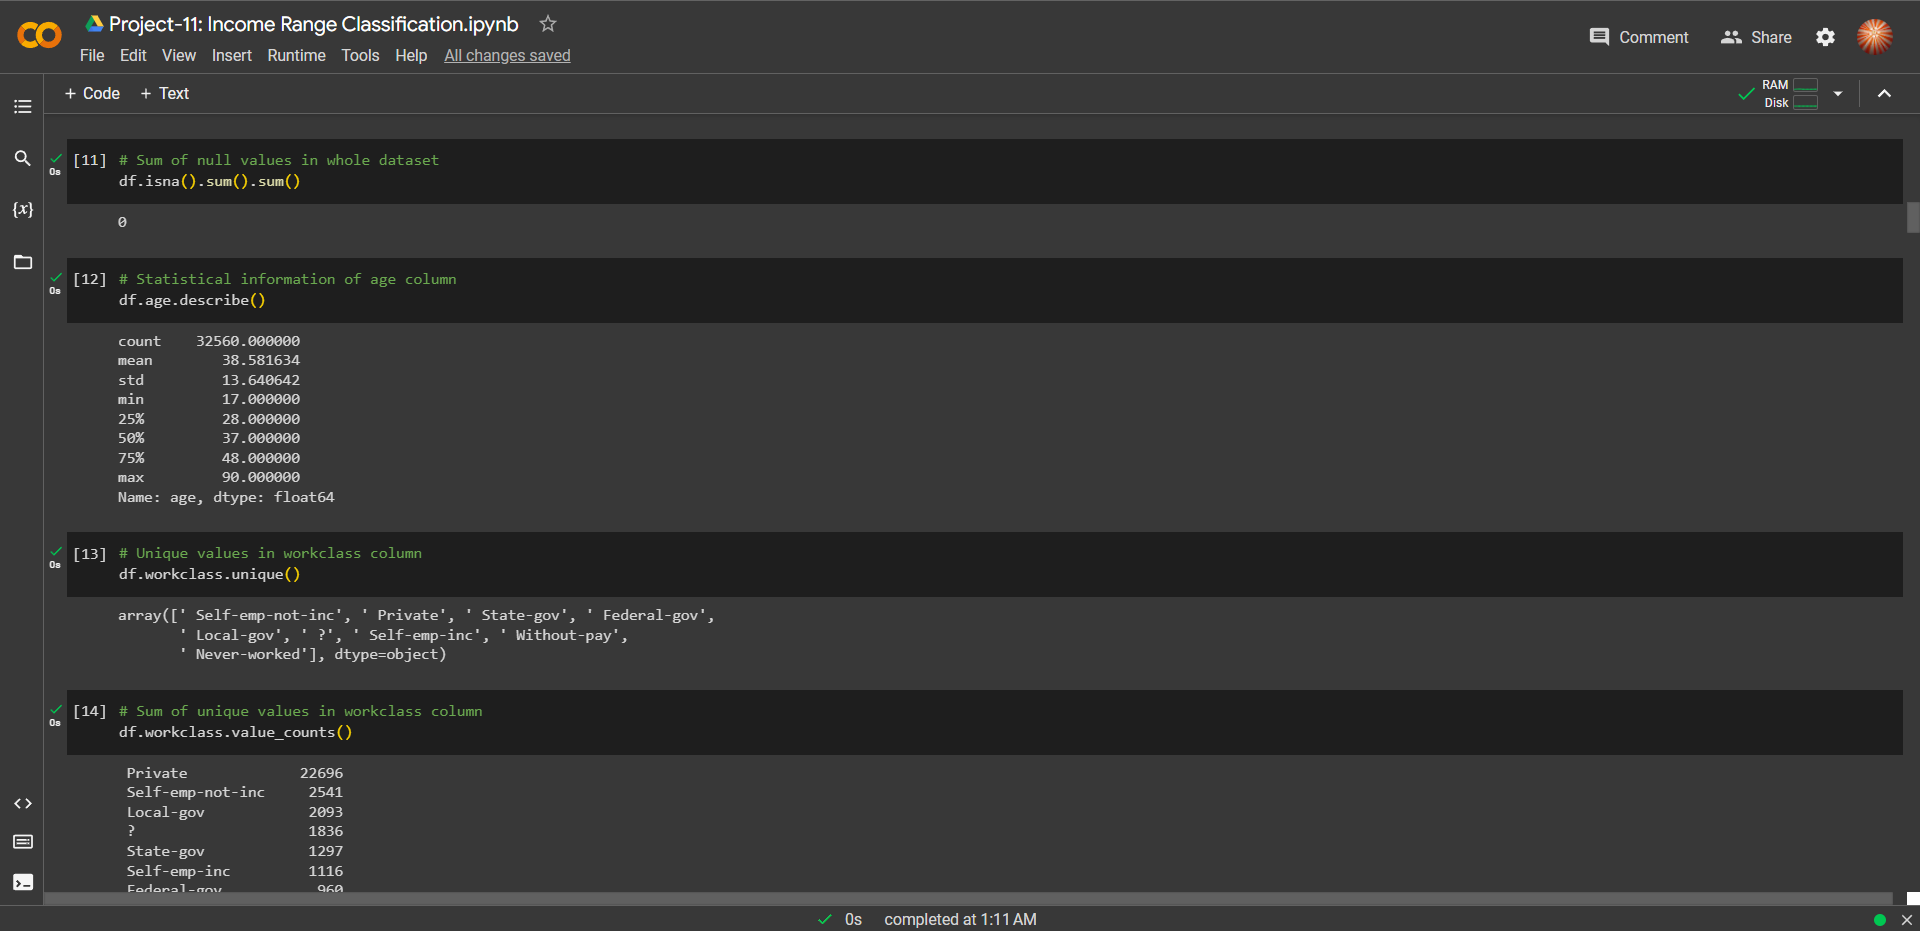 Project-11: Income Range Classification.ipynb
File Edit View Insert Runtime Tools Help All changes saved
Comment Share
+ Code + Text
RAM
Disk
{x}
0s
[11] # Sum of null values in whole dataset
df.isna().sum().sum()
0
0s
[12] # Statistical information of age column
df.age.describe()
count 32560.000000
mean 38.581634
std 13.640642
min 17.000000
25% 28.000000
50% 37.000000
75% 48.000000
max 90.000000
Name: age, dtype: float64
0s
[13] # Unique values in workclass column
df.workclass.unique()
array([' Self-emp-not-inc', ' Private', ' State-gov', ' Federal-gov',
' Local-gov', ' ?', ' Self-emp-inc', ' Without-pay',
' Never-worked'], dtype=object)
0s
[14] # Sum of unique values in workclass column
df.workclass.value_counts()
Private 22696
Self-emp-not-inc 2541
Local-gov 2093
? 1836
State-gov 1297
Self-emp-inc 1116
Federal-gov 960
0s completed at 1:11 AM